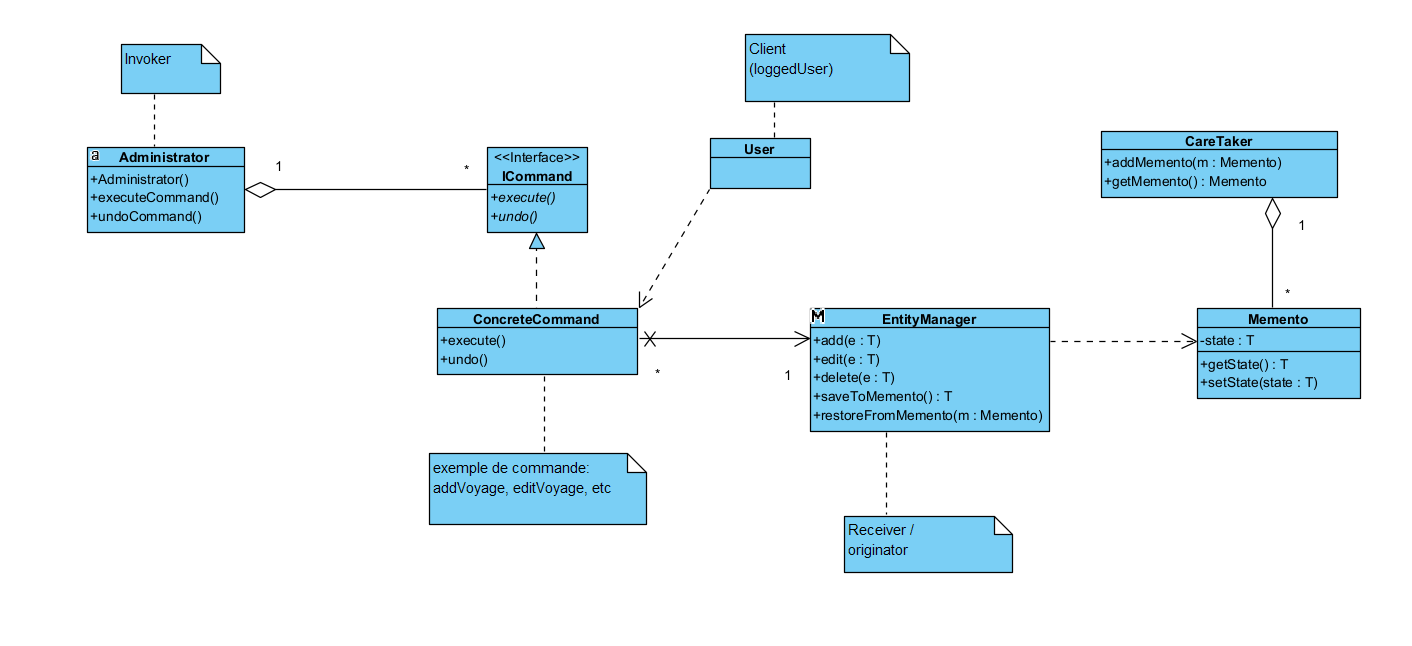 Invoker
a
Administrator
+Administrator()
+executeCommand()
+undoCommand()
1
*
<<Interface>>
ICommand
+execute()
+undo()
Client
(loggedUser)
User
CareTaker
+addMemento(m : Memento)
+getMemento() : Memento
1
*
ConcreteCommand
+execute()
+undo()
*
1
M
EntityManager
+add(e : T)
+edit(e : T)
+delete(e : T)
+saveToMemento() : T
+restoreFromMemento(m : Memento)
Memento
-state : T
+getState() : T
+setState(state : T)
exemple de commande:
addVoyage, editVoyage, etc
Receiver /
originator